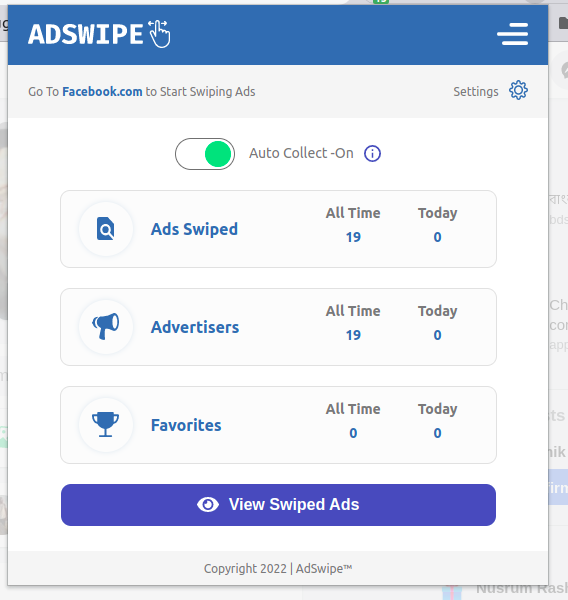 ADSWIPE
Go To Facebook.com to Start Swiping Ads
Settings
Auto Collect -On
All Time Today
Ads Swiped
19 0
All Time Today
Advertisers
19 0
All Time Today
Favorites
0 0
View Swiped Ads
Copyright 2022 | AdSwipe™
Nusrum Rash